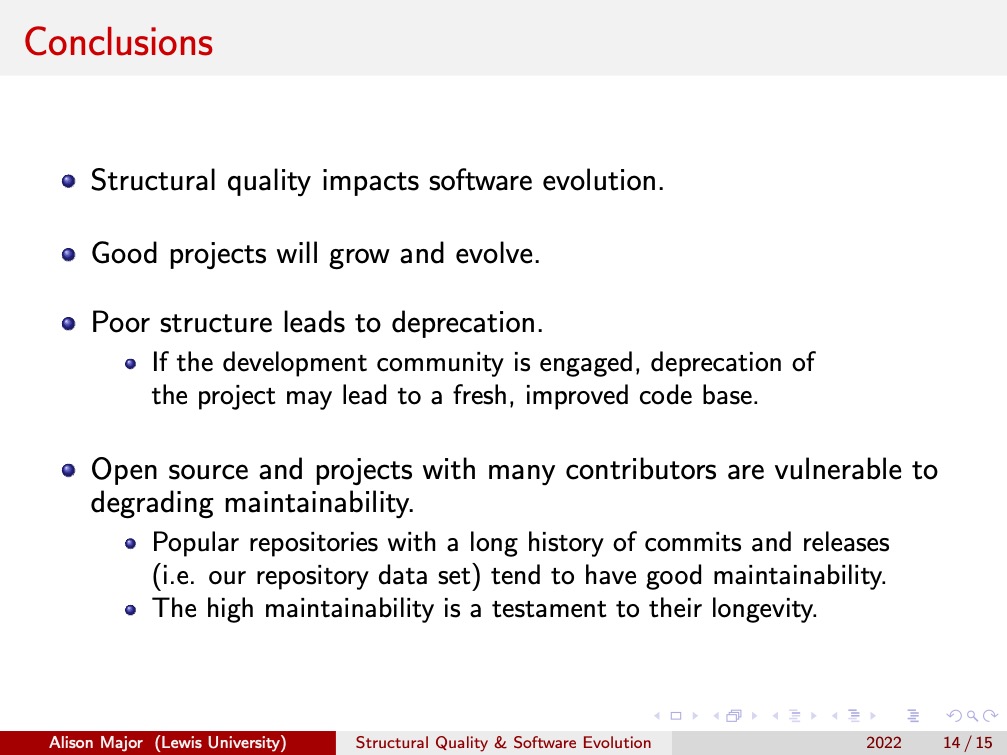 Conclusions
Structural quality impacts software evolution.
Good projects will grow and evolve.
Poor structure leads to deprecation.
If the development community is engaged, deprecation of
the project may lead to a fresh, improved code base.
Open source and projects with many contributors are vulnerable to
degrading maintainability.
Popular repositories with a long history of commits and releases
(i.e. our repository data set) tend to have good maintainability.
The high maintainability is a testament to their longevity.
Alison Major (Lewis University) Structural Quality & Software Evolution 2022 14 / 15